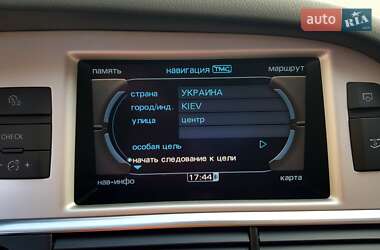 auto RIA
память навигация TMC маршрут
страна УКРАИНА
город/инд. KIEV
улица центр
CHECK
особая цель
начать следование к цели
нав-инфо 17:44 карта